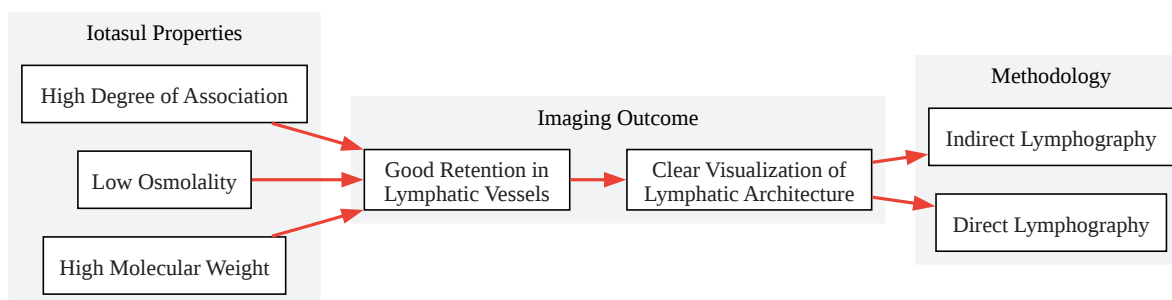 Iotasul Properties
High Degree of Association
Low Osmolality
High Molecular Weight
Imaging Outcome
Good Retention in
Lymphatic Vessels
Clear Visualization of
Lymphatic Architecture
Methodology
Indirect Lymphography
Direct Lymphography